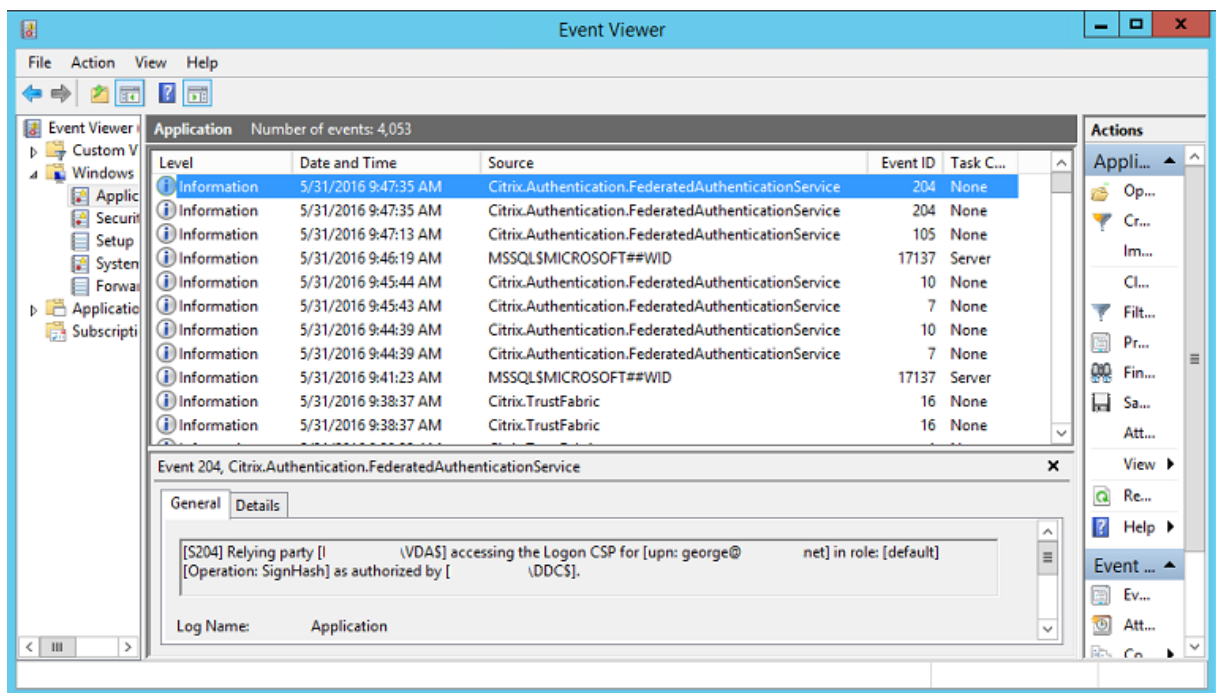 Event Viewer
File Action View Help
Event Viewer
Custom V
Windows
Applic
Securit
Setup
System
Forwar
Applicatio
Subscripti
Application Number of events: 4,053
Level Date and Time Source Event ID Task C...
Information 5/31/2016 9:47:35 AM Citrix.Authentication.FederatedAuthenticationService 204 None
Information 5/31/2016 9:47:35 AM Citrix.Authentication.FederatedAuthenticationService 204 None
Information 5/31/2016 9:47:13 AM Citrix.Authentication.FederatedAuthenticationService 105 None
Information 5/31/2016 9:46:19 AM MSSQL$MICROSOFT##WID 17137 Server
Information 5/31/2016 9:45:44 AM Citrix.Authentication.FederatedAuthenticationService 10 None
Information 5/31/2016 9:45:43 AM Citrix.Authentication.FederatedAuthenticationService 7 None
Information 5/31/2016 9:44:39 AM Citrix.Authentication.FederatedAuthenticationService 10 None
Information 5/31/2016 9:44:39 AM Citrix.Authentication.FederatedAuthenticationService 7 None
Information 5/31/2016 9:41:23 AM MSSQL$MICROSOFT##WID 17137 Server
Information 5/31/2016 9:38:37 AM Citrix.TrustFabric 16 None
Information 5/31/2016 9:38:37 AM Citrix.TrustFabric 16 None
Event 204, Citrix.Authentication.FederatedAuthenticationService
General Details
[S204] Relying party [I \VDA$] accessing the Logon CSP for [upn: george@ net] in role: [default]
[Operation: SignHash] as authorized by [ \DDC$].
Log Name: Application
Actions
Appli...
Op...
Cr...
Im...
Cl...
Filt...
Pr...
Fin...
Sa...
Att...
View
Re...
Help
Event ...
Ev...
Att...
Co